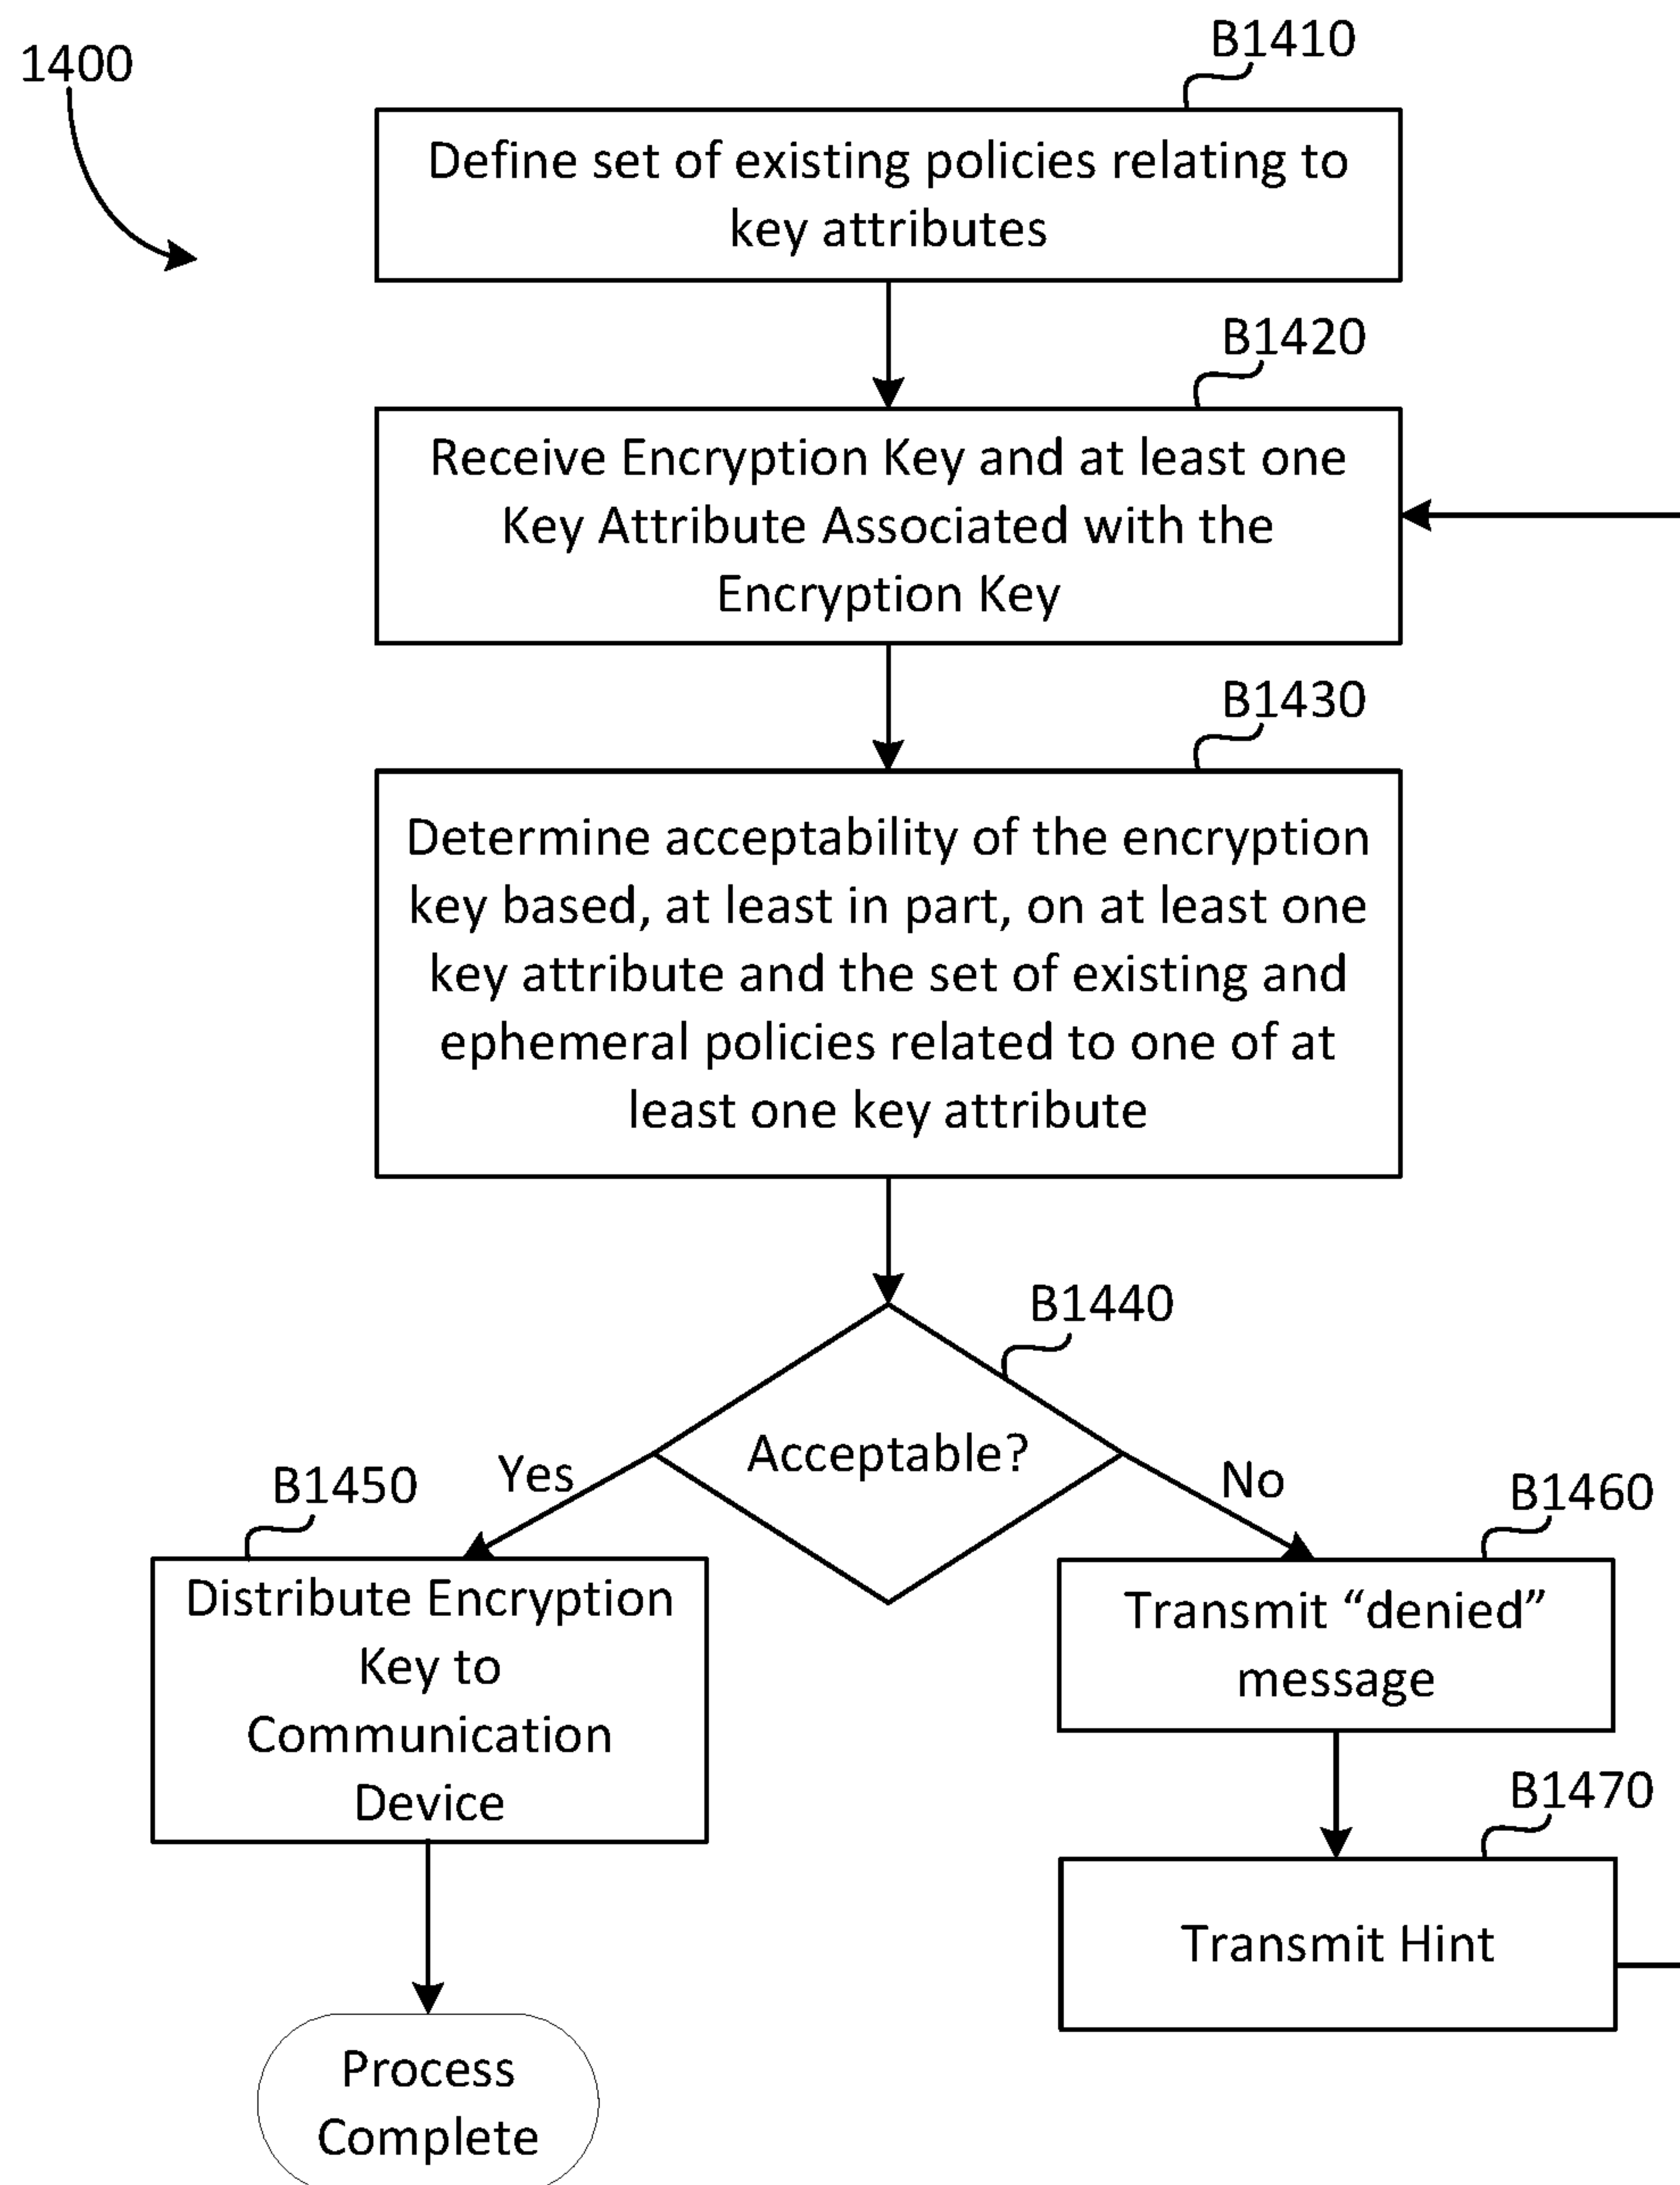 1400
B1410
Define set of existing policies relating to
key attributes
B1420
Receive Encryption Key and at least one
Key Attribute Associated with the
Encryption Key
B1430
Determine acceptability of the encryption
key based, at least in part, on at least one
key attribute and the set of existing and
ephemeral policies related to one of at
least one key attribute
B1440
Acceptable?
Yes
No
B1450
Distribute Encryption
Key to
Communication
Device
B1460
Transmit “denied”
message
B1470
Transmit Hint
Process
Complete